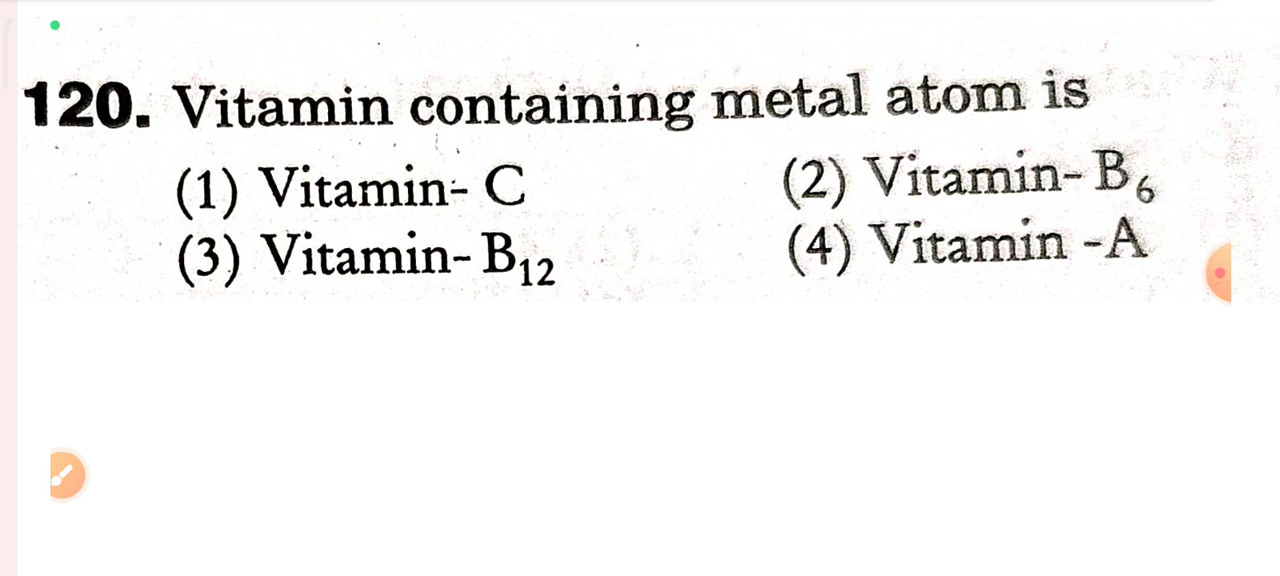 120. Vitamin containing metal atom is
(1) Vitamin- C (2) Vitamin- B₆
(3) Vitamin- B₁₂ (4) Vitamin -A